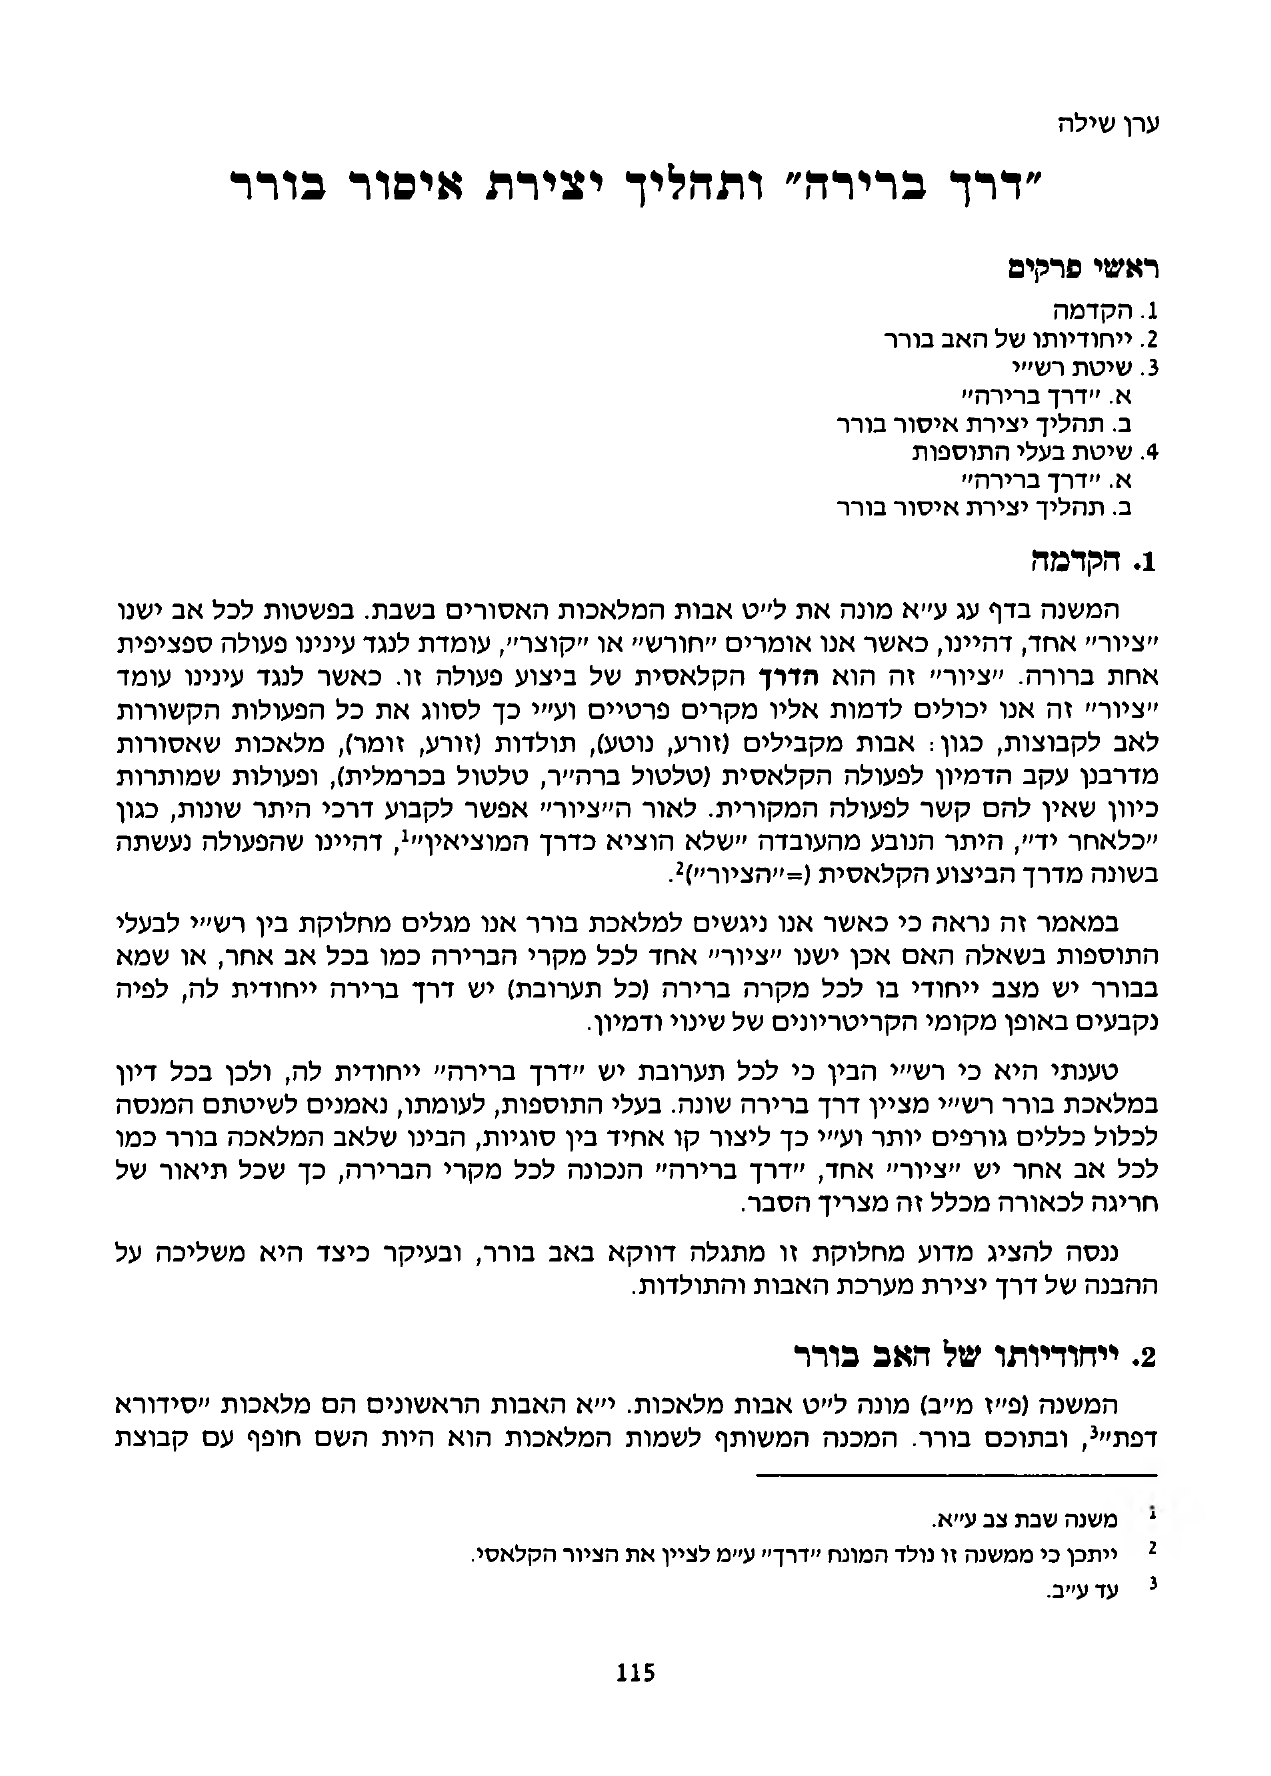 ערן שילה
"דרך ברירה" ותהליך יצירת איסור בורר
ראשי פרקים
1. הקדמה
2. ייחודיותו של האב בורר
3. שיטת רש"י
א. "דרך ברירה"
ב. תהליך יצירת איסור בורר
4. שיטת בעלי התוספות
א. "דרך ברירה"
ב. תהליך יצירת איסור בורר
1. הקדמה
המשנה בדף עג ע"א מונה את ל"ט אבות המלאכות האסורים בשבת. בפשטות לכל אב ישנו
"ציור" אחד, דהיינו, כאשר אנו אומרים "חורש" או "קוצר", עומדת לנגד עינינו פעולה ספציפית
אחת ברורה. "ציור" זה הוא הדרך הקלאסית של ביצוע פעולה זו. כאשר לנגד עינינו עומד
"ציור" זה אנו יכולים לדמות אליו מקרים פרטיים וע"י כך לסווג את כל הפעולות הקשורות
לאב לקבוצות, כגון: אבות מקבילים (זורע, נוטע), תולדות (זורע, זומר), מלאכות שאסורות
מדרבנן עקב הדמיון לפעולה הקלאסית (טלטול ברה"ר, טלטול בכרמלית), ופעולות שמותרות
כיוון שאין להם קשר לפעולה המקורית. לאור ה"ציור" אפשר לקבוע דרכי היתר שונות, כגון
"כלאחר יד", היתר הנובע מהעובדה "שלא הוציא כדרך המוציאין"1, דהיינו שהפעולה נעשתה
בשונה מדרך הביצוע הקלאסית (="הציור")2.
במאמר זה נראה כי כאשר אנו ניגשים למלאכת בורר אנו מגלים מחלוקת בין רש"י לבעלי
התוספות בשאלה האם אכן ישנו "ציור" אחד לכל מקרי הברירה כמו בכל אב אחר, או שמא
בבורר יש מצב ייחודי בו לכל מקרה ברירה (כל תערובת) יש דרך ברירה ייחודית לה, לפיה
נקבעים באופן מקומי הקריטריונים של שינוי ודמיון.
טענתי היא כי רש"י הבין כי לכל תערובת יש "דרך ברירה" ייחודית לה, ולכן בכל דיון
במלאכת בורר רש"י מציין דרך ברירה שונה. בעלי התוספות, לעומתו, נאמנים לשיטתם המנסה
לכלול כללים גורפים יותר וע"י כך ליצור קו אחיד בין סוגיות, הבינו שלאב המלאכה בורר כמו
לכל אב אחר יש "ציור" אחד, "דרך ברירה" הנכונה לכל מקרי הברירה, כך שכל תיאור של
חריגה לכאורה מכלל זה מצריך הסבר.
ננסה להציג מדוע מחלוקת זו מתגלה דווקא באב בורר, ובעיקר כיצד היא משליכה על
ההבנה של דרך יצירת מערכת האבות והתולדות.
2. ייחודיותו של האב בורר
המשנה (פ"ז מ"ב) מונה ל"ט אבות מלאכות. י"א האבות הראשונים הם מלאכות "סידורא
דפת"3, ובתוכם בורר. המכנה המשותף לשמות המלאכות הוא היות השם חופף עם קבוצת
1 משנה שבת צב ע"א.
2 ייתכן כי ממשנה זו נולד המונח "דרך" ע"מ לציין את הציור הקלאסי.
3 עד ע"ב.
115